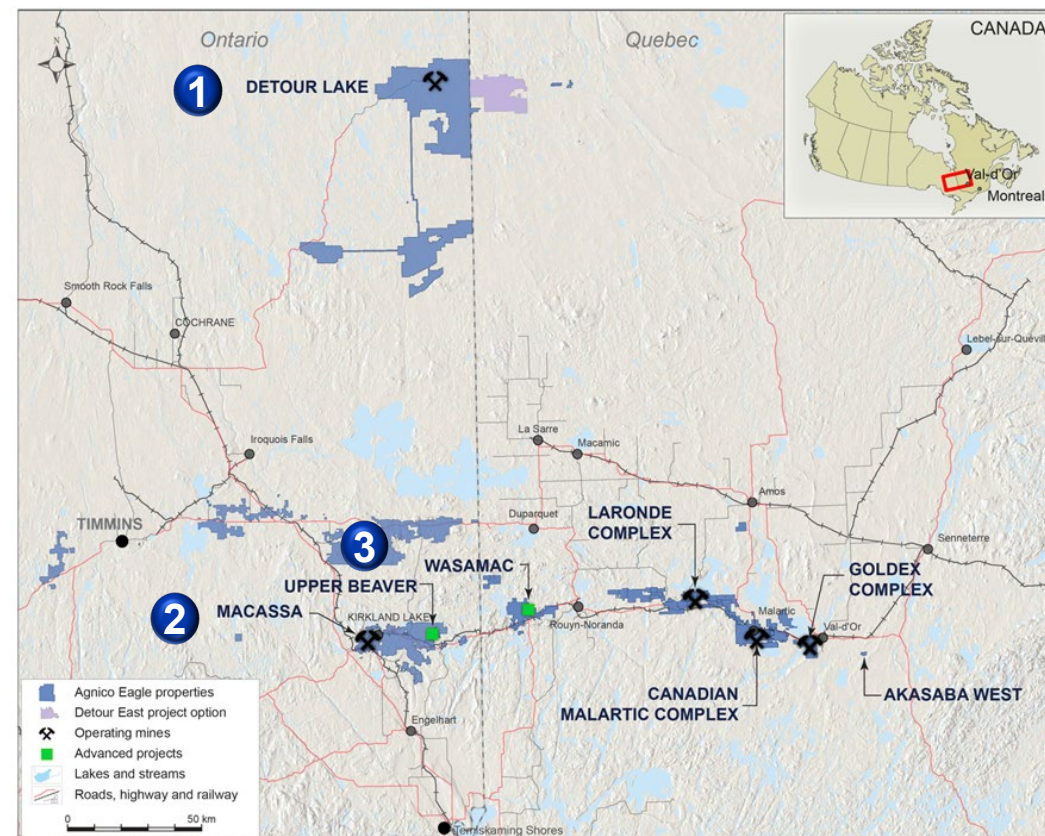 Ontario
Quebec
CANADA
Val-d'Or
Montreal
N
1
DETOUR LAKE
Smooth Rock Falls
COCHRANE
Lebel-sur-Quévill
Iroquois Falls
La Sarre
Macamic
Amos
TIMMINS
Duparquet
LARONDE
COMPLEX
Senneterre
3
WASAMAC
GOLDEX
COMPLEX
UPPER BEAVER
2
MACASSA
KIRKLAND LAKE
Rouyn-Noranda
Malartic
Val-d'Or
CANADIAN
MALARTIC COMPLEX
AKASABA WEST
Engelhart
Temiskaming Shores
Agnico Eagle properties
Detour East project option
Operating mines
Advanced projects
Lakes and streams
Roads, highway and railway
0 50 km